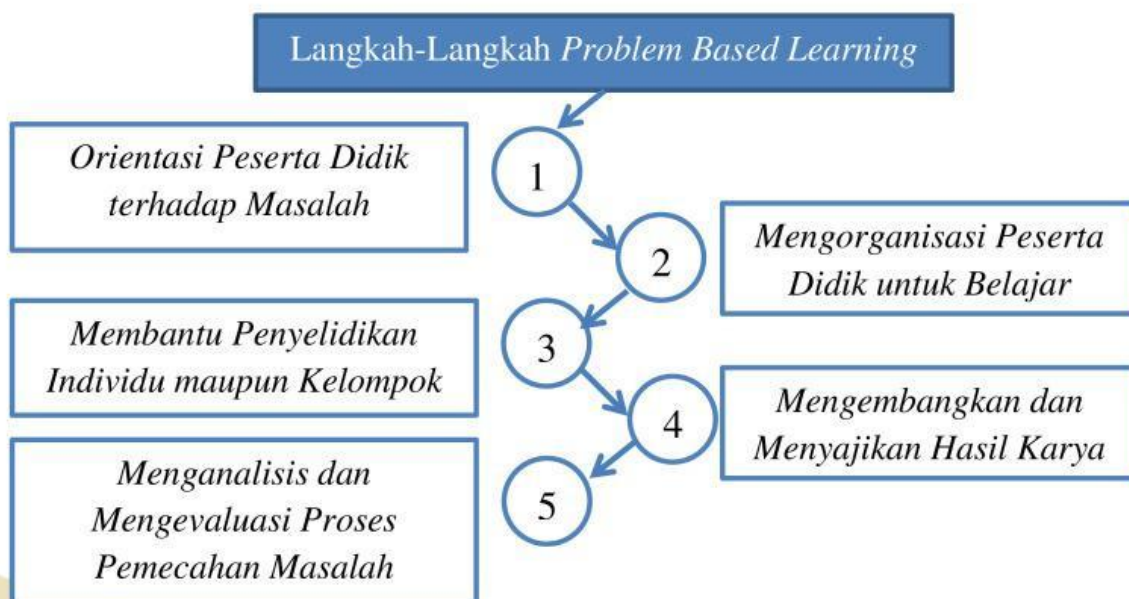 Langkah-Langkah Problem Based Learning
Orientasi Peserta Didik
terhadap Masalah
1
2
Mengorganisasi Peserta
Didik untuk Belajar
Membantu Penyelidikan
Individu maupun Kelompok
3
4
Mengembangkan dan
Menyajikan Hasil Karya
Menganalisis dan
Mengevaluasi Proses
Pemecahan Masalah
5